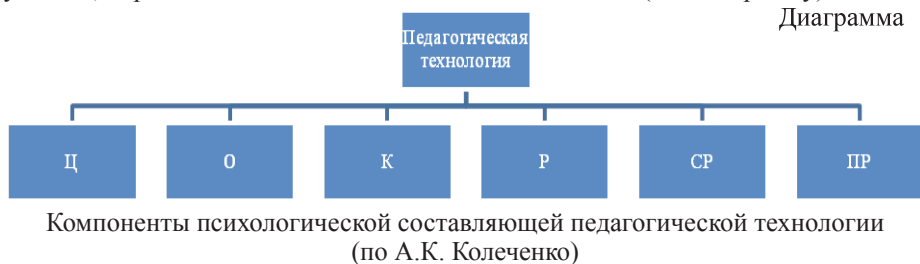 Диаграмма
Педагогическая
технология
Ц
О
К
Р
СР
ПР
Компоненты психологической составляющей педагогической технологии
(по А.К. Колеченко)